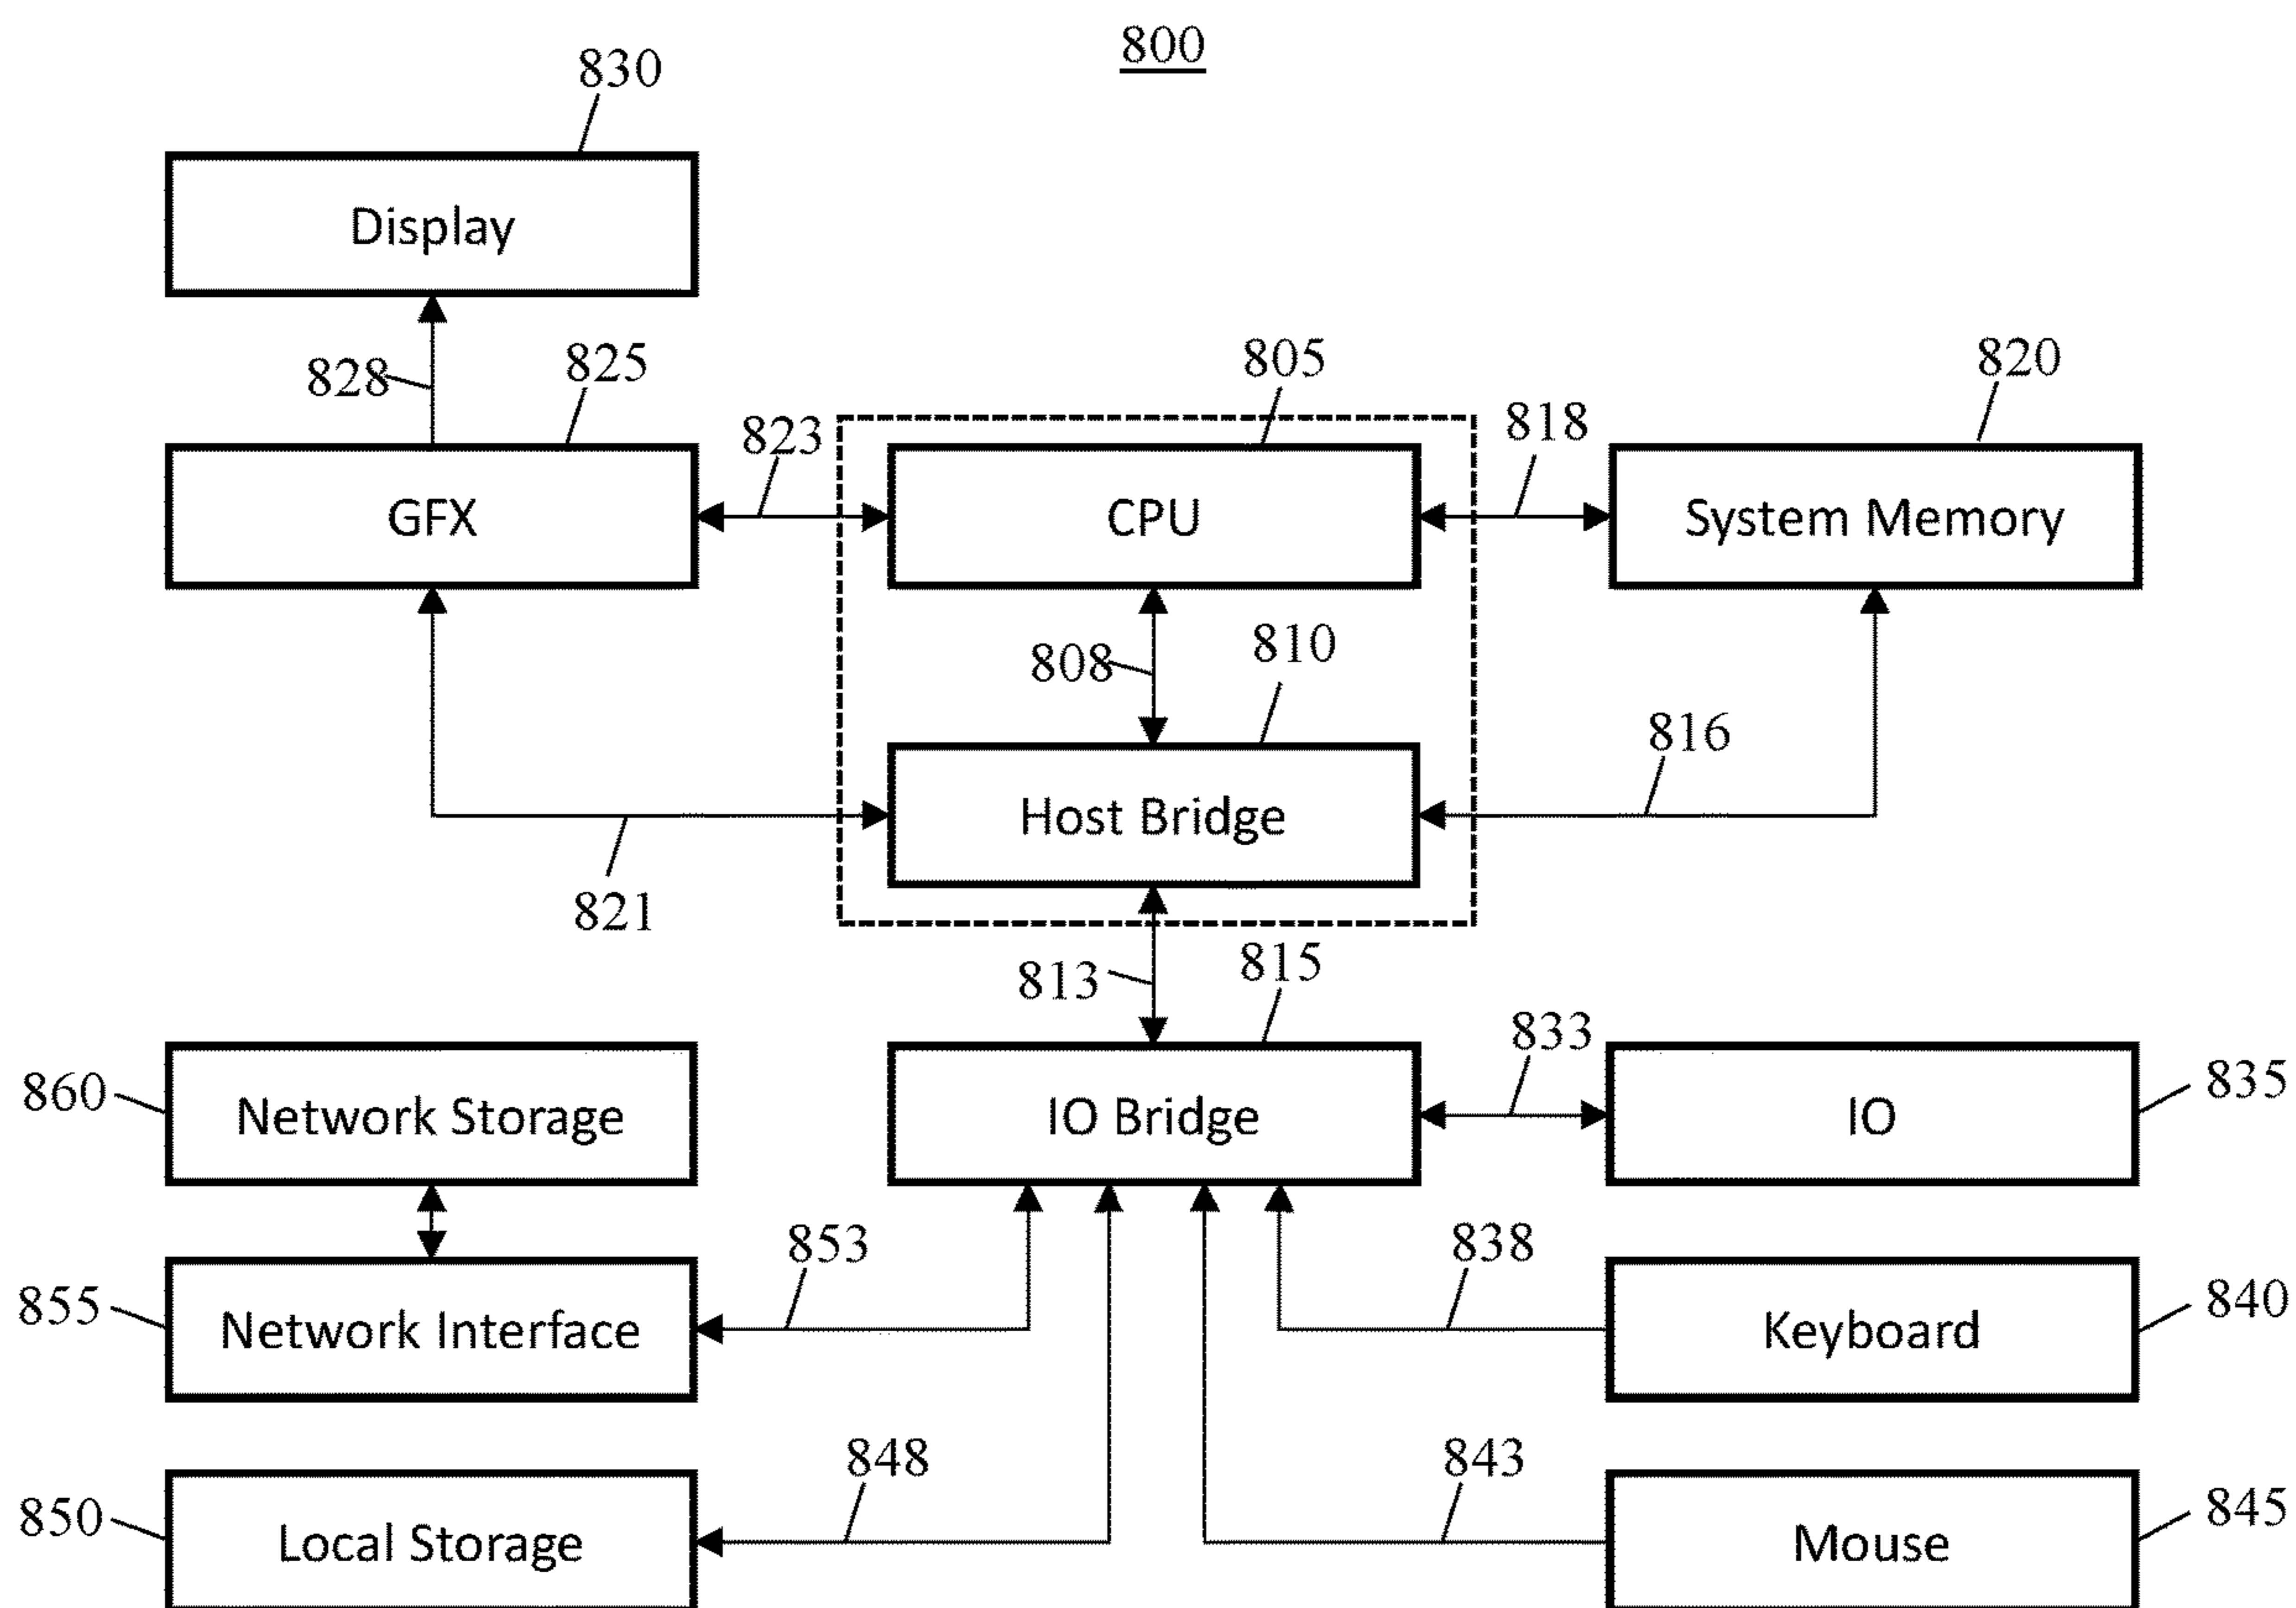 800
830
Display
828
825
805
820
823
818
GFX
CPU
System Memory
808
810
816
Host Bridge
821
813
815
833
860
Network Storage
IO Bridge
IO
835
853
838
855
Network Interface
Keyboard
840
848
843
850
Local Storage
Mouse
845